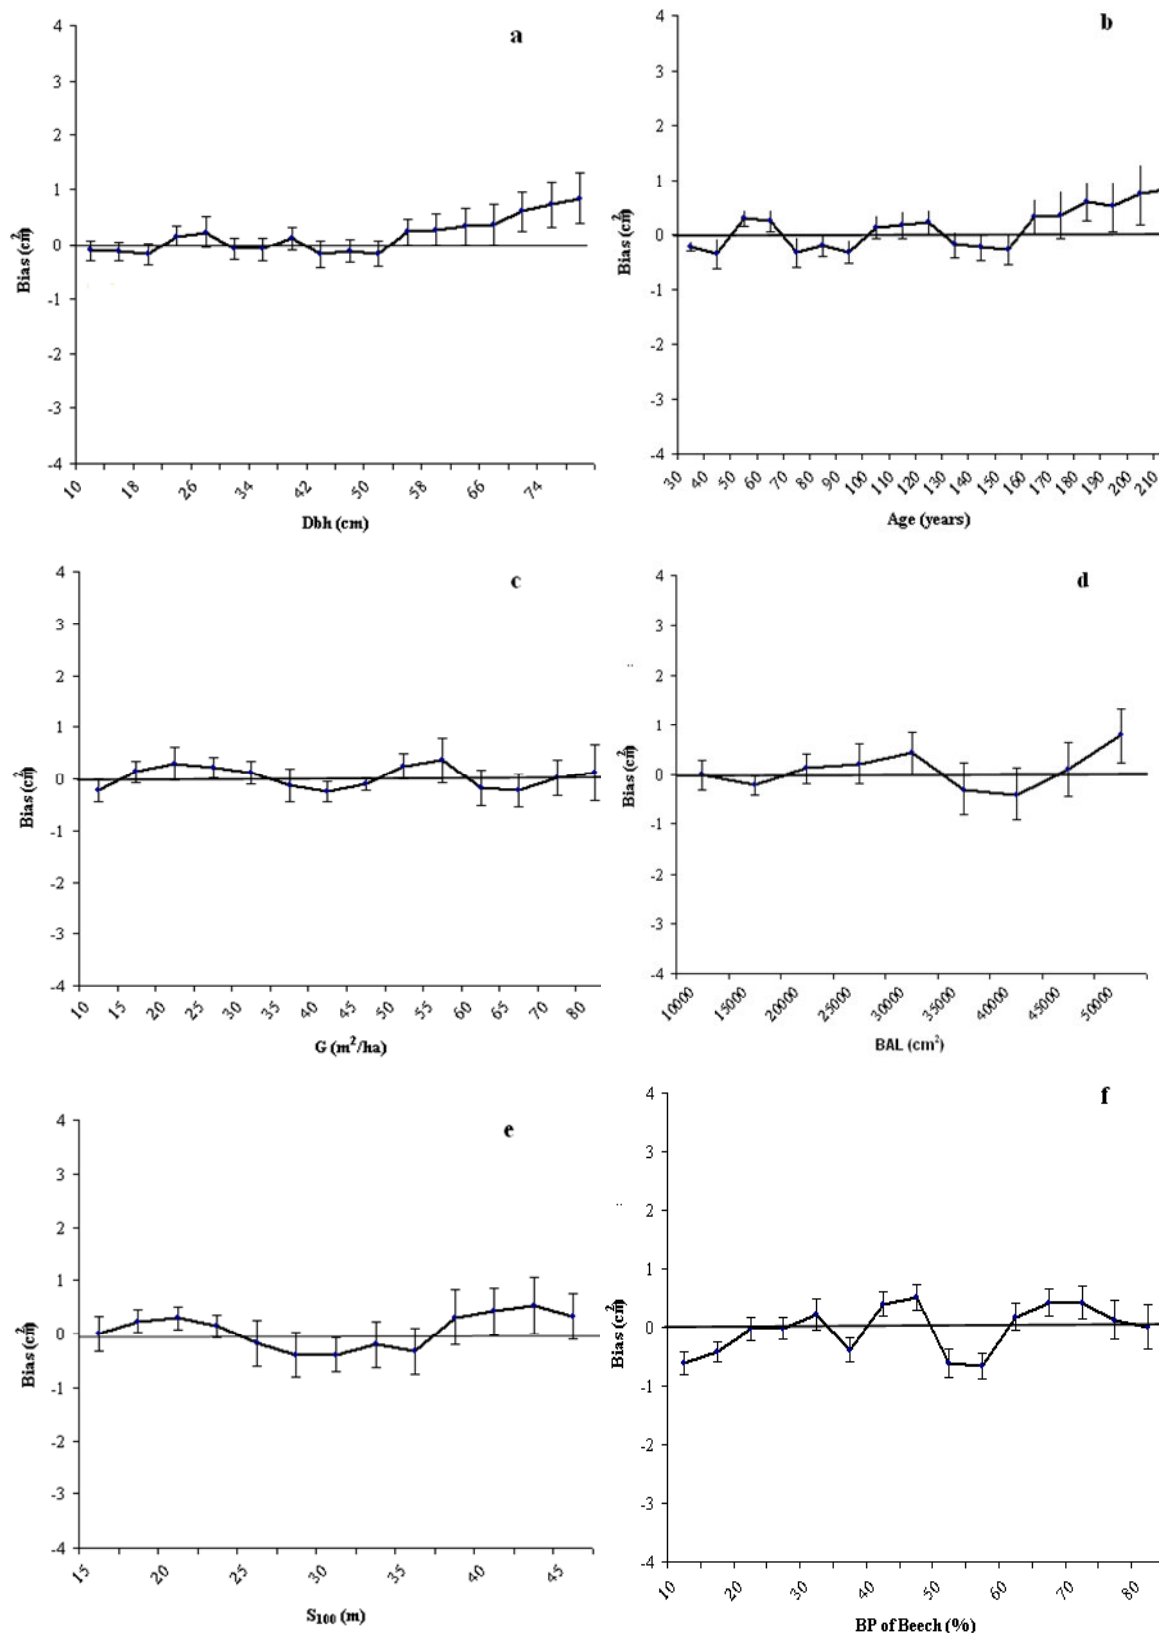 a
4
3
2
1
0
-1
-2
-3
-4
Bias (cm²)
10 18 26 34 42 50 58 66 74
Dbh (cm)
b
4
3
2
1
0
-1
-2
-3
-4
Bias (cm²)
30 40 50 60 70 80 90 100 110 120 130 140 150 160 170 180 190 200 210
Age (years)
c
4
3
2
1
0
-1
-2
-3
-4
Bias (cm²)
10 15 20 25 30 35 40 45 50 55 60 65 70 80
G (m²/ha)
d
4
3
2
1
0
-1
-2
-3
-4
Bias (cm²)
10000 15000 20000 25000 30000 35000 40000 45000 50000
BAL (cm²)
e
4
3
2
1
0
-1
-2
-3
-4
Bias (cm²)
15 20 25 30 35 40 45
S₁₀₀ (m)
f
4
3
2
1
0
-1
-2
-3
-4
Bias (cm²)
10 20 30 40 50 60 70 80
BP of Beech (%)